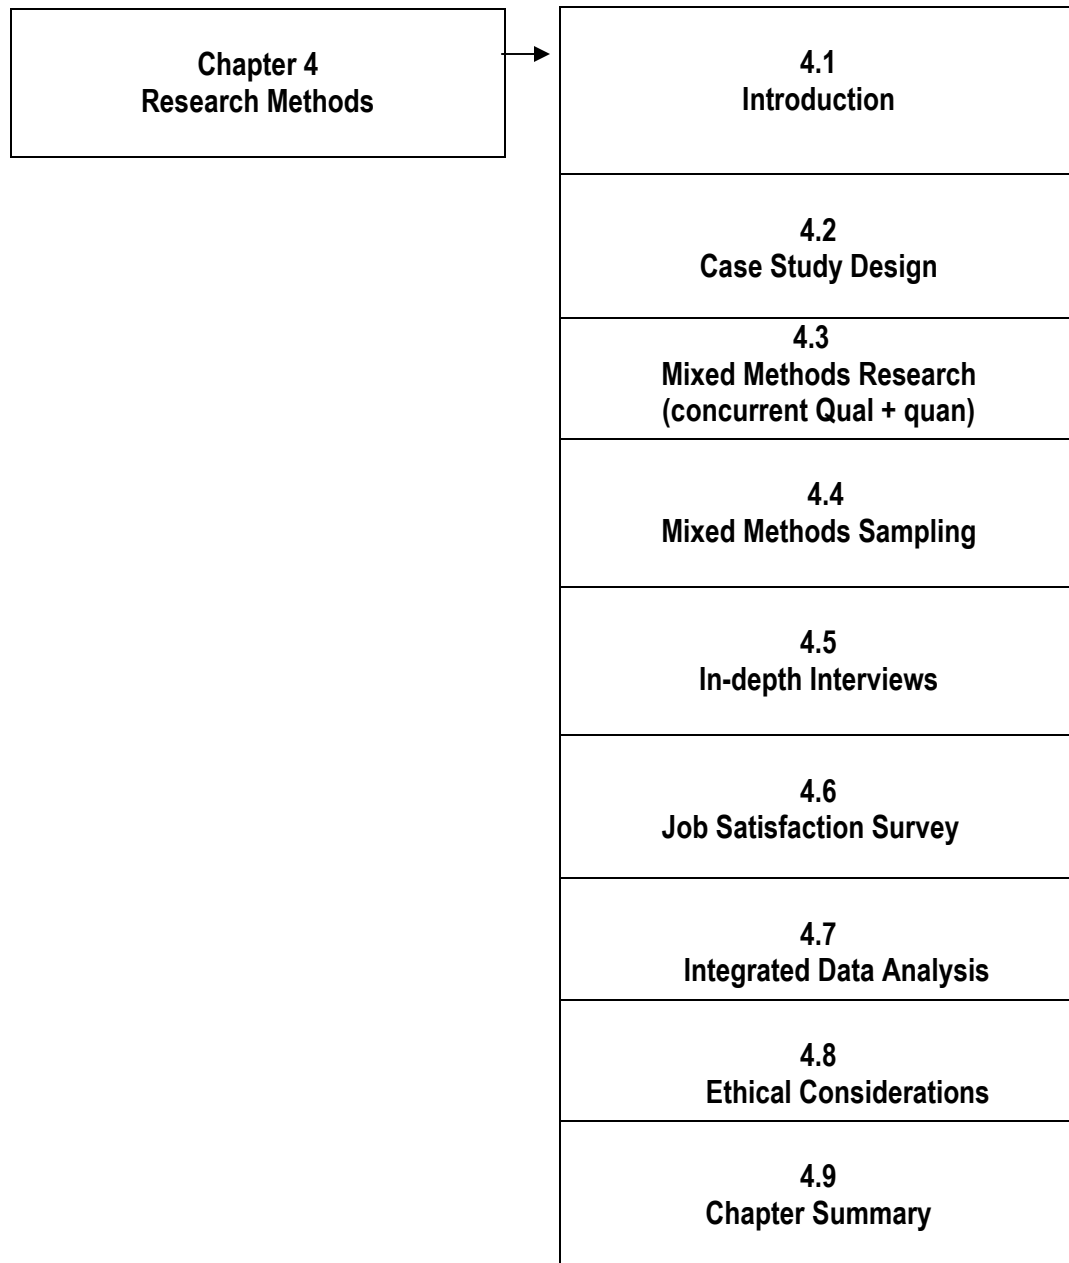 Chapter 4
Research Methods
4.1
Introduction
4.2
Case Study Design
4.3
Mixed Methods Research
(concurrent Qual + quan)
4.4
Mixed Methods Sampling
4.5
In-depth Interviews
4.6
Job Satisfaction Survey
4.7
Integrated Data Analysis
4.8
Ethical Considerations
4.9
Chapter Summary